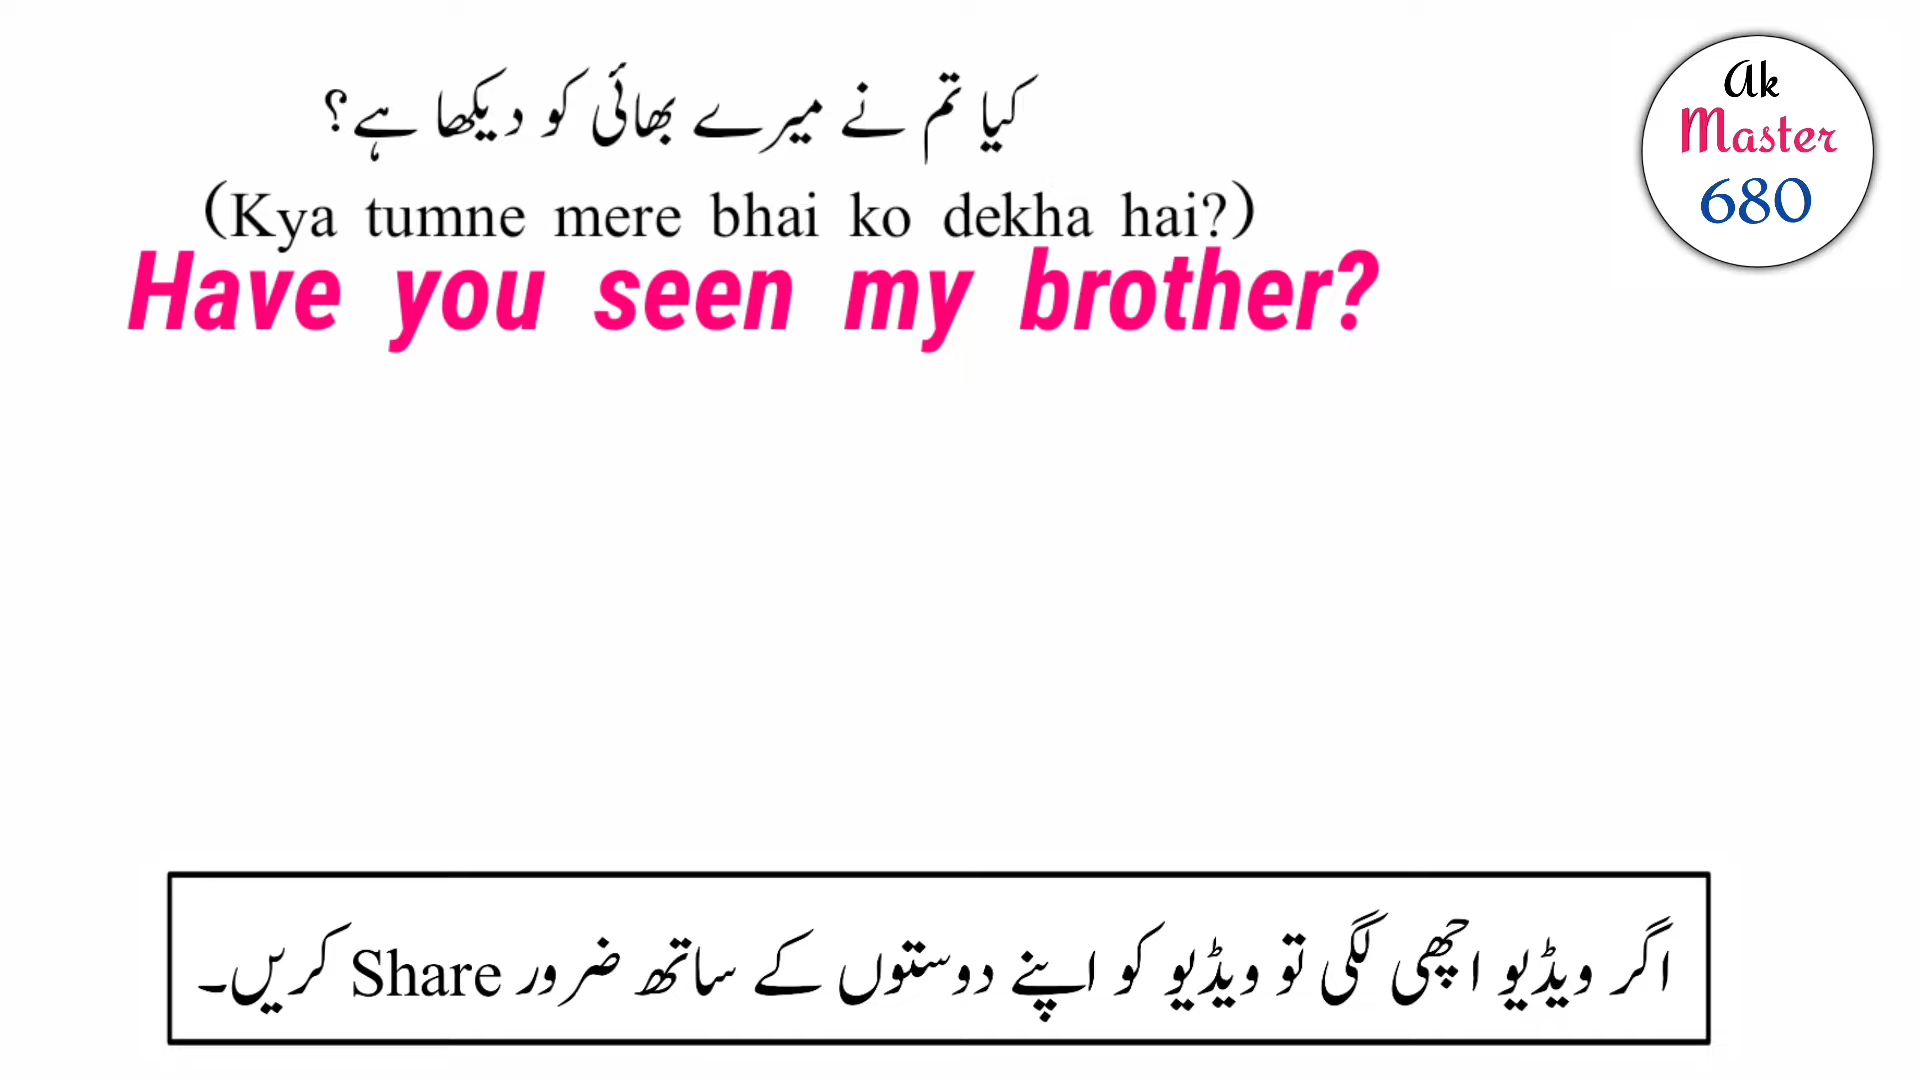 کیا تم نے میرے بھائی کو دیکھا ہے؟
(Kya tumne mere bhai ko dekha hai?)
Have you seen my brother?
Ak
Master
680
اگر ویڈیو اچھی لگی تو ویڈیو کو اپنے دوستوں کے ساتھ ضرور Share کریں۔